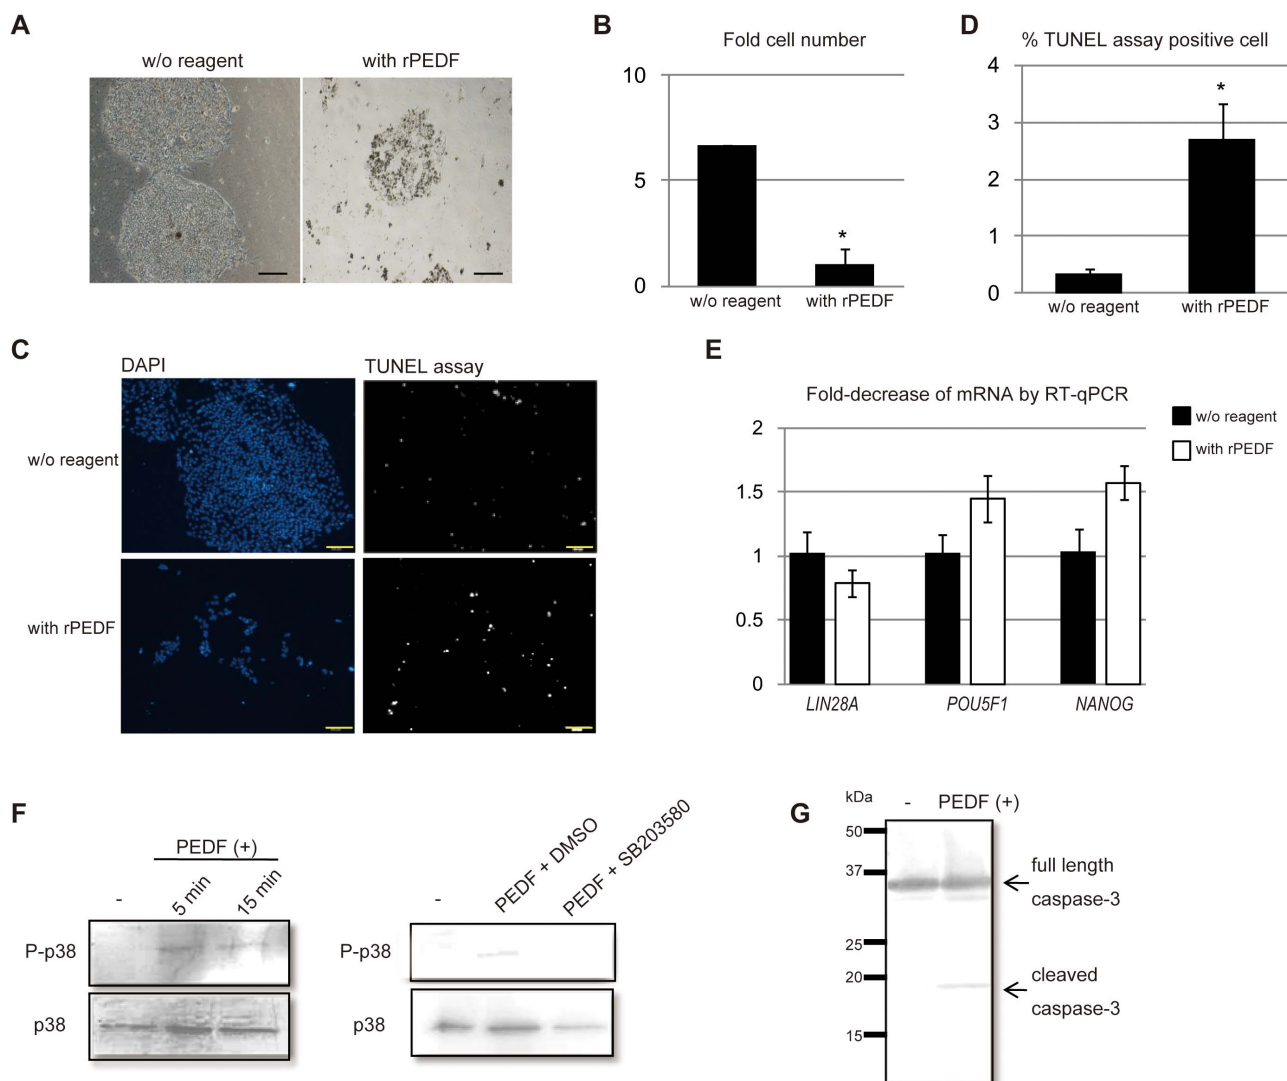 A
w/o reagent
with rPEDF
B
Fold cell number
10
5
0
*
w/o reagent
with rPEDF
D
% TUNEL assay positive cell
4
3
2
1
0
*
w/o reagent
with rPEDF
C
DAPI
TUNEL assay
w/o reagent
with rPEDF
E
Fold-decrease of mRNA by RT-qPCR
w/o reagent
with rPEDF
2
1.5
1
0.5
0
LIN28A
POU5F1
NANOG
F
PEDF (+)
-
5 min
15 min
P-p38
p38
-
PEDF + DMSO
PEDF + SB203580
P-p38
p38
G
kDa
-
PEDF (+)
50
37
25
20
15
full length
caspase-3
cleaved
caspase-3